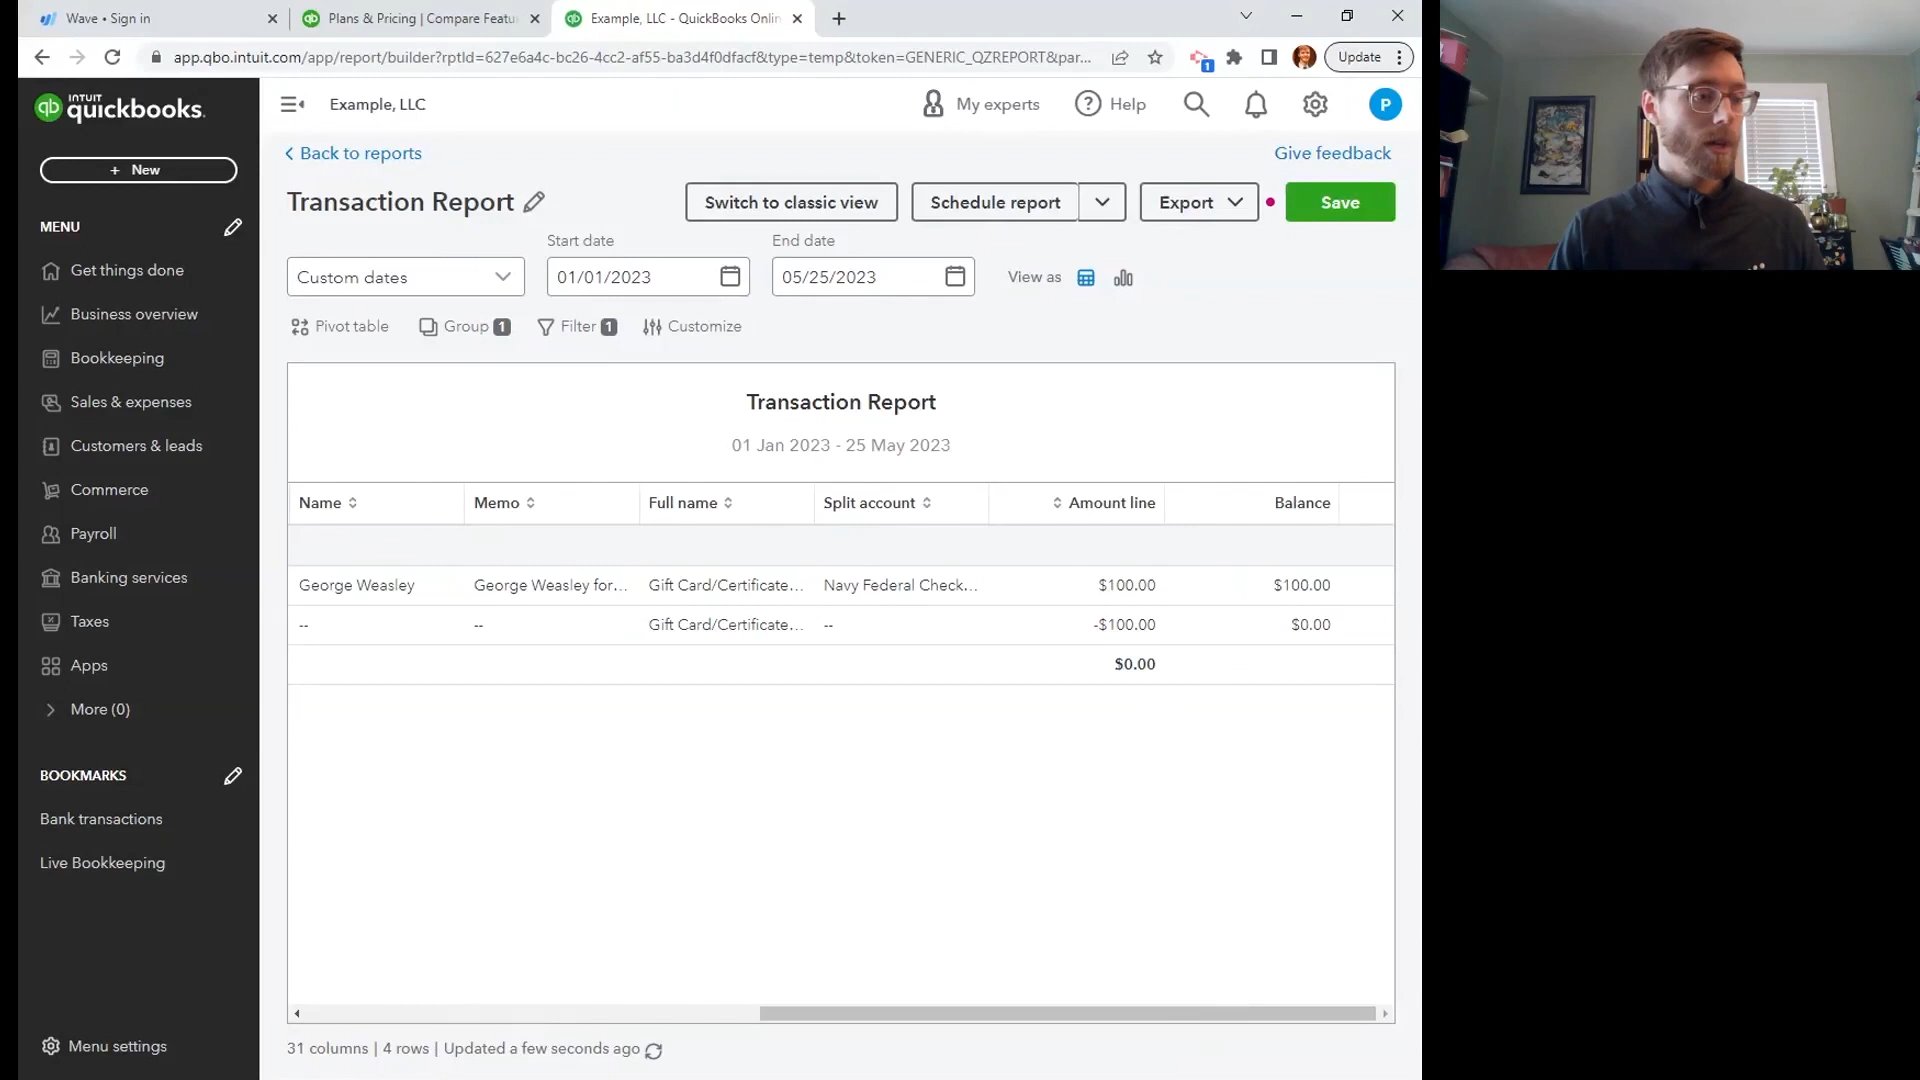 Wave • Sign in
Plans & Pricing | Compare Featu
Example, LLC - QuickBooks Onlin
app.qbo.intuit.com/app/report/builder?rptId=627e6a4c-bc26-4cc2-af55-ba3d4f0dfacf&type=temp&token=GENERIC_QZREPORT&par...
1
Update
qb INTUIT quickbooks.
Example, LLC
My experts
Help
P
+ New
MENU
Get things done
Business overview
Bookkeeping
Sales & expenses
Customers & leads
Commerce
Payroll
Banking services
Taxes
Apps
More (0)
BOOKMARKS
Bank transactions
Live Bookkeeping
Menu settings
Back to reports
Give feedback
Transaction Report
Switch to classic view
Schedule report
Export
Save
Start date
End date
Custom dates
01/01/2023
05/25/2023
View as
Pivot table
Group 1
Filter 1
Customize
Transaction Report
01 Jan 2023 - 25 May 2023
Name Memo Full name Split account Amount line Balance
George Weasley George Weasley for... Gift Card/Certificate... Navy Federal Check... $100.00 $100.00
-- -- Gift Card/Certificate... -- -$100.00 $0.00
$0.00
31 columns | 4 rows | Updated a few seconds ago